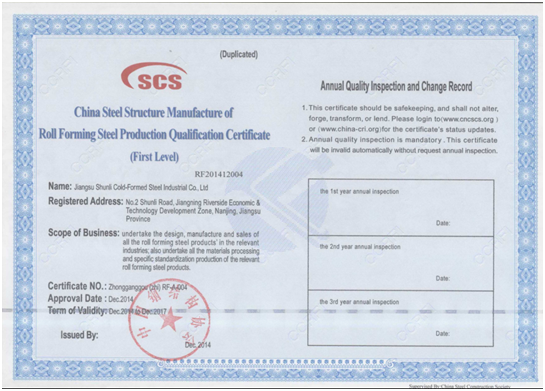 (Duplicated)
SCS
China Steel Structure Manufacture of
Roll Forming Steel Production Qualification Certificate
(First Level)
RF201412004
Name: Jiangsu Shunli Cold-Formed Steel Industrial Co., Ltd
Registered Address: No.2 Shunli Road, Jiangning Riverside Economic &
Technology Development Zone, Nanjing, Jiangsu
Province
Scope of Business: undertake the design, manufacture and sales of
all the roll forming steel products' in the relevant
industries; also undertake all the materials processing
and specific standardization production of the relevant
roll forming steel products.
Certificate NO.: Zhongganggou (zhi) RF-A-004
Approval Date : Dec.2014
Term of Validity: Dec.2014 to Dec2017
Issued By:
Dec, 2014
Annual Quality Inspection and Change Record
1. This certificate should be safekeeping, and shall not alter,
forge, transform, or lend. Please login to(www.cncscs.org )
or (www.china-cri.org)for the certificate's status updates.
2. Annual quality inspection is mandatory . This certificate
will be invalid automatically without request annual inspection.
the 1st year annual inspection
Date:
the 2nd year annual inspection
Date:
the 3rd year annual inspection
Date:
Supervised By China Steel Construction Society